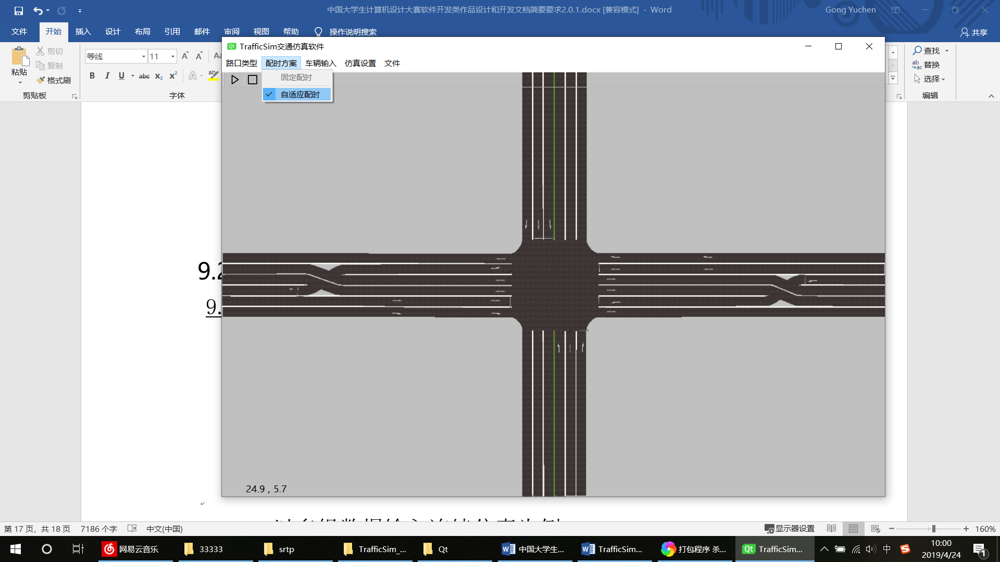 中国大学生计算机设计大赛软件开发类作品设计和开发文档简要要求2.0.1.docx [兼容模式] - Word
Gong Yuchen
文件 开始 插入 设计 布局 引用 邮件 审阅 视图 帮助 操作说明搜索
共享
粘贴
剪切
复制
格式刷
剪贴板
等线 11
B I U abc x₂ x²
字体
查找
替换
选择
编辑
TrafficSim交通仿真软件
路口类型 配时方案 车辆输入 仿真设置 文件
固定配时
自适应配时
9.2
9.
24.9 , 5.7
第 17 页，共 18 页 7186 个字 中文(中国)
显示器设置
160%
网易云音乐
33333
srtp
TrafficSim_...
Qt
中国大学生...
TrafficSim...
打包程序 杀...
TrafficSim...
中
10:00
2019/4/24
1